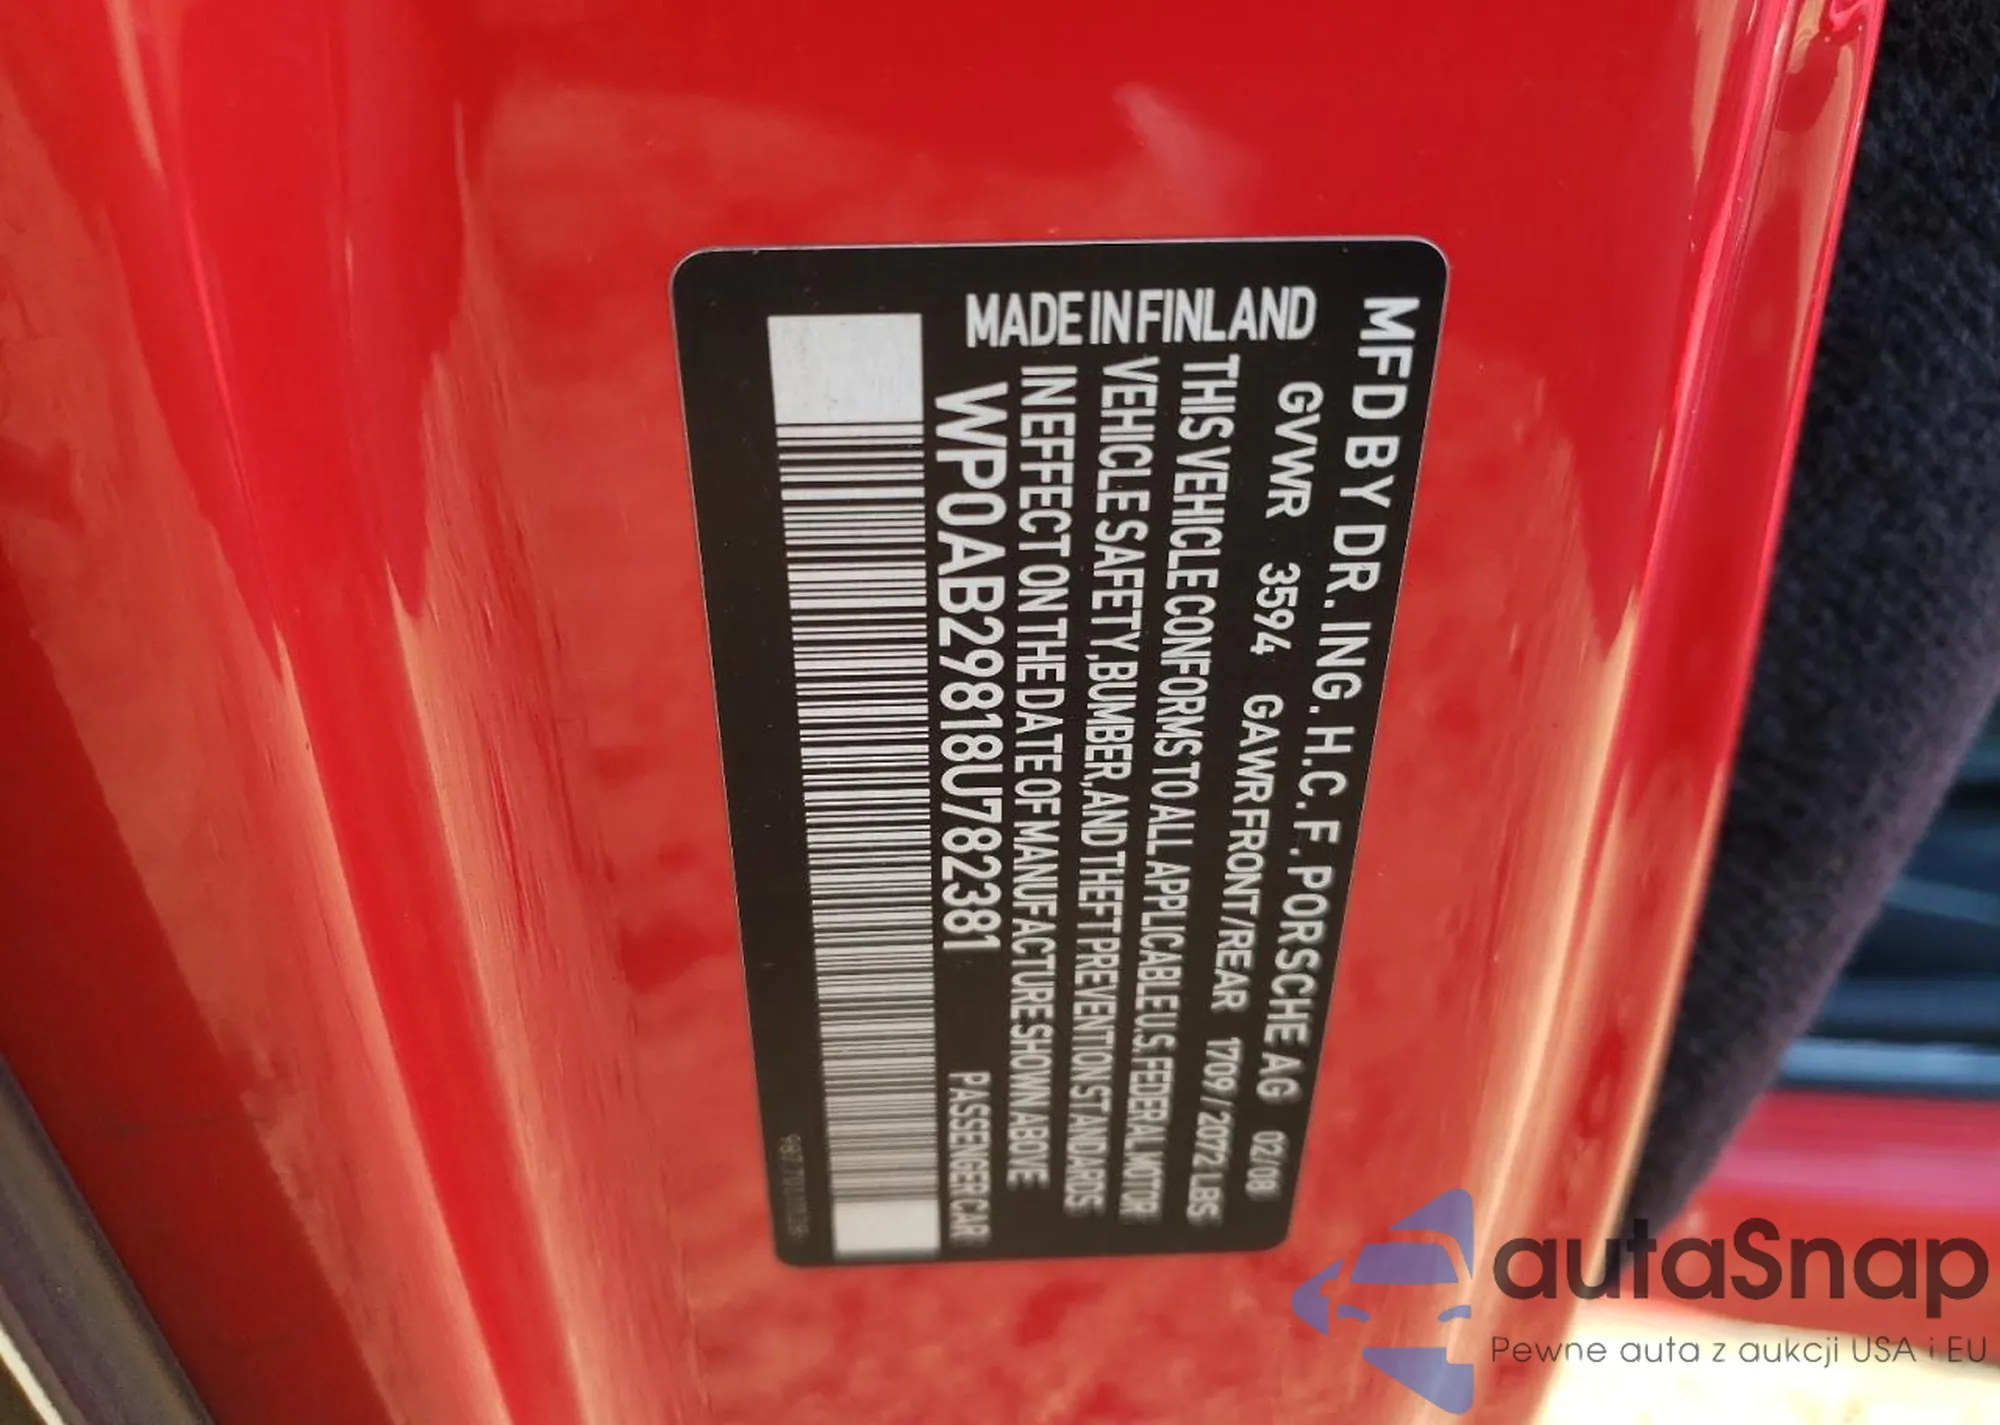 MFD BY DR. ING. H.C. F. PORSCHE AG 02/08
GVWR 3594 GAWR FRONT/REAR 1709/2072 LBS
MADE IN FINLAND
THIS VEHICLE CONFORMS TO ALL APPLICABLE U.S. FEDERAL MOTOR
VEHICLE SAFETY, BUMBER, AND THEFT PREVENTION STANDARDS
IN EFFECT ON THE DATE OF MANUFACTURE SHOWN ABOVE
WP0AB29818U782381 PASSENGER CAR
autaSnap
Pewne auta z aukcji USA i EU